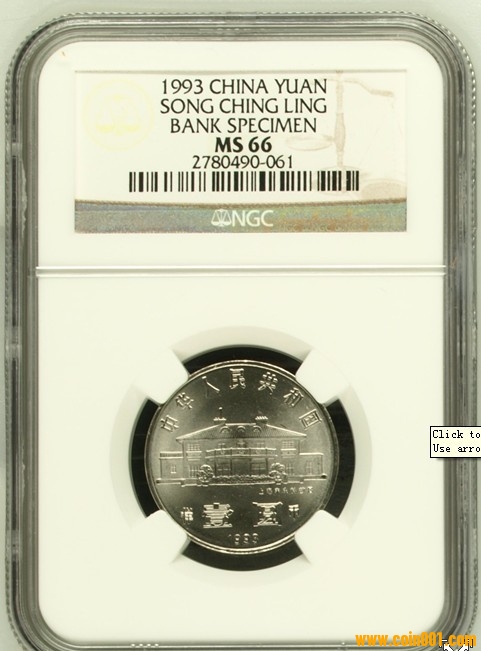 1993 CHINA YUAN
SONG CHING LING
BANK SPECIMEN
MS 66
2780490-061
NGC
中华人民共和国
Click to
Use arro
壹 圆
1993
www.coin001.com